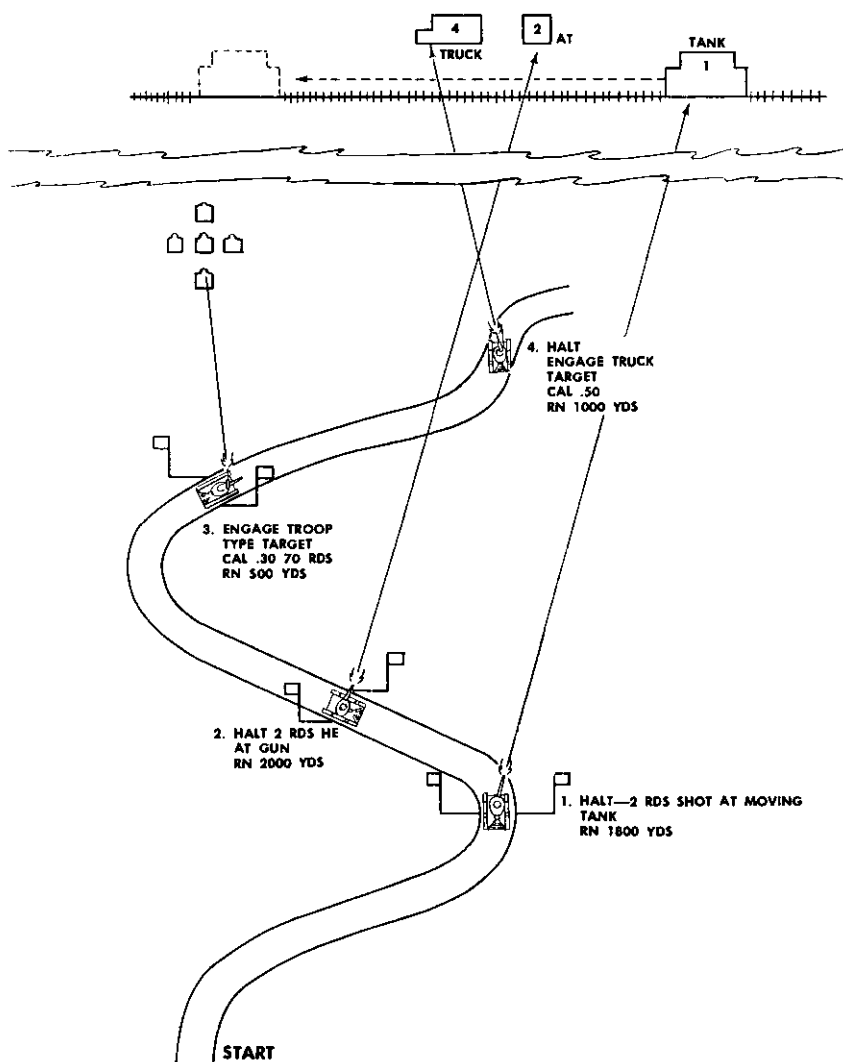 4
TRUCK
2
AT
TANK
1
4. HALT
ENGAGE TRUCK
TARGET
CAL .50
RN 1000 YDS
3. ENGAGE TROOP
TYPE TARGET
CAL .30 70 RDS
RN 500 YDS
2. HALT 2 RDS HE
AT GUN
RN 2000 YDS
1. HALT—2 RDS SHOT AT MOVING
TANK
RN 1800 YDS
START